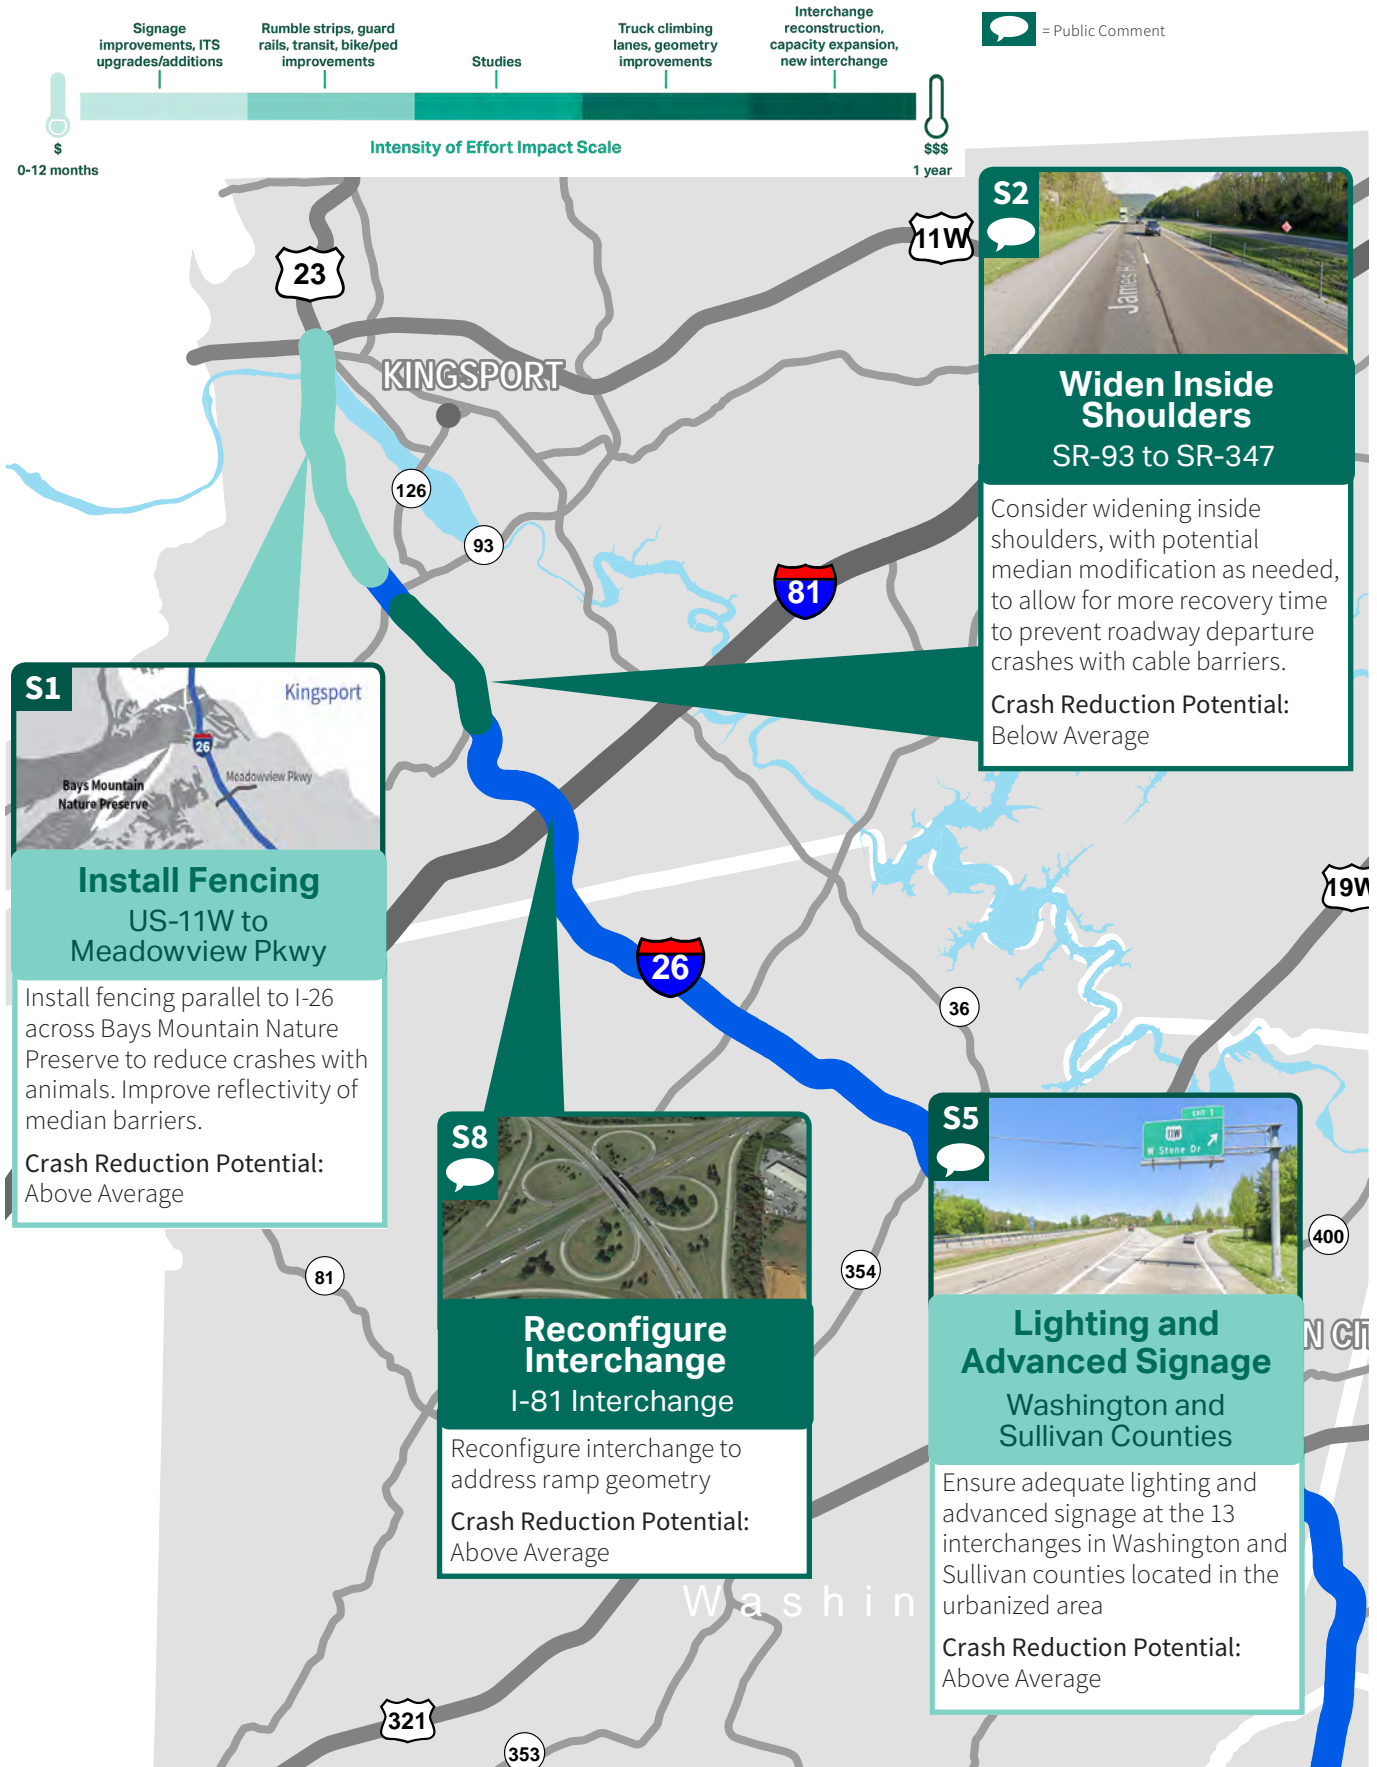 Signage
improvements, ITS
upgrades/additions
Rumble strips, guard
rails, transit, bike/ped
improvements
Studies
Truck climbing
lanes, geometry
improvements
Interchange
reconstruction,
capacity expansion,
new interchange
= Public Comment
$
0-12 months
Intensity of Effort Impact Scale
$$$
1 year
23
11W
KINGSPORT
126
93
81
S2
James H
Widen Inside
Shoulders
SR-93 to SR-347
Consider widening inside
shoulders, with potential
median modification as needed,
to allow for more recovery time
to prevent roadway departure
crashes with cable barriers.
Crash Reduction Potential:
Below Average
S1
Kingsport
26
Bays Mountain
Nature Preserve
Meadowview Pkwy
Install Fencing
US-11W to
Meadowview Pkwy
Install fencing parallel to I-26
across Bays Mountain Nature
Preserve to reduce crashes with
animals. Improve reflectivity of
median barriers.
Crash Reduction Potential:
Above Average
19W
26
36
S8
Reconfigure
Interchange
I-81 Interchange
Reconfigure interchange to
address ramp geometry
Crash Reduction Potential:
Above Average
S5
EXIT 1
11W
W Stone Dr
Lighting and
Advanced Signage
Washington and
Sullivan Counties
Ensure adequate lighting and
advanced signage at the 13
interchanges in Washington and
Sullivan counties located in the
urbanized area
Crash Reduction Potential:
Above Average
400
N CIT
81
354
Washin
321
353